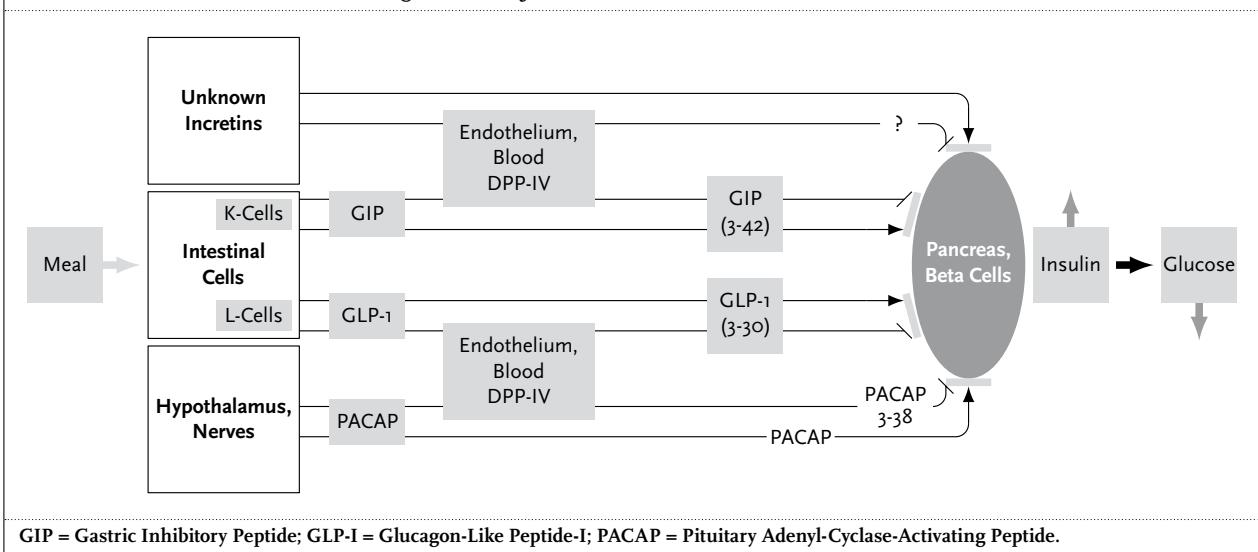 Unknown
Incretins
?
Endothelium,
Blood
DPP-IV
K-Cells
GIP
GIP
(3-42)
Meal
Intestinal
Cells
Pancreas,
Beta Cells
Insulin
Glucose
L-Cells
GLP-1
GLP-1
(3-30)
Endothelium,
Blood
DPP-IV
Hypothalamus,
Nerves
PACAP
PACAP
3-38
PACAP
GIP = Gastric Inhibitory Peptide; GLP-I = Glucagon-Like Peptide-I; PACAP = Pituitary Adenyl-Cyclase-Activating Peptide.